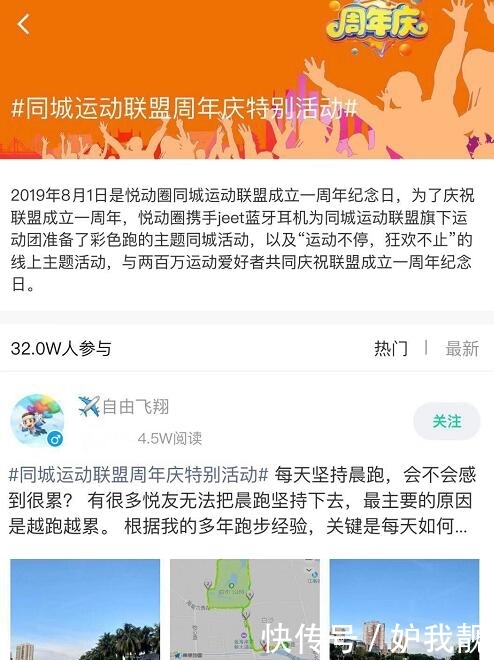 周年庆
#同城运动联盟周年庆特别活动#
2019年8月1日是悦动圈同城运动联盟成立一周年纪念日，为了庆祝
联盟成立一周年，悦动圈携手jeet蓝牙耳机为同城运动联盟旗下运
动团准备了彩色跑的主题同城活动，以及“运动不停，狂欢不止”的
线上主题活动，与两百万运动爱好者共同庆祝联盟成立一周年纪念
日。
32.0W人参与
热门 | 最新
自由飞翔
关注
4.5W阅读
#同城运动联盟周年庆特别活动# 每天坚持晨跑，会不会感
到很累？ 有很多悦友无法把晨跑坚持下去，最主要的原因
是越跑越累。 根据我的多年跑步经验，关键是每天如何...
快传号 / 妒我靓